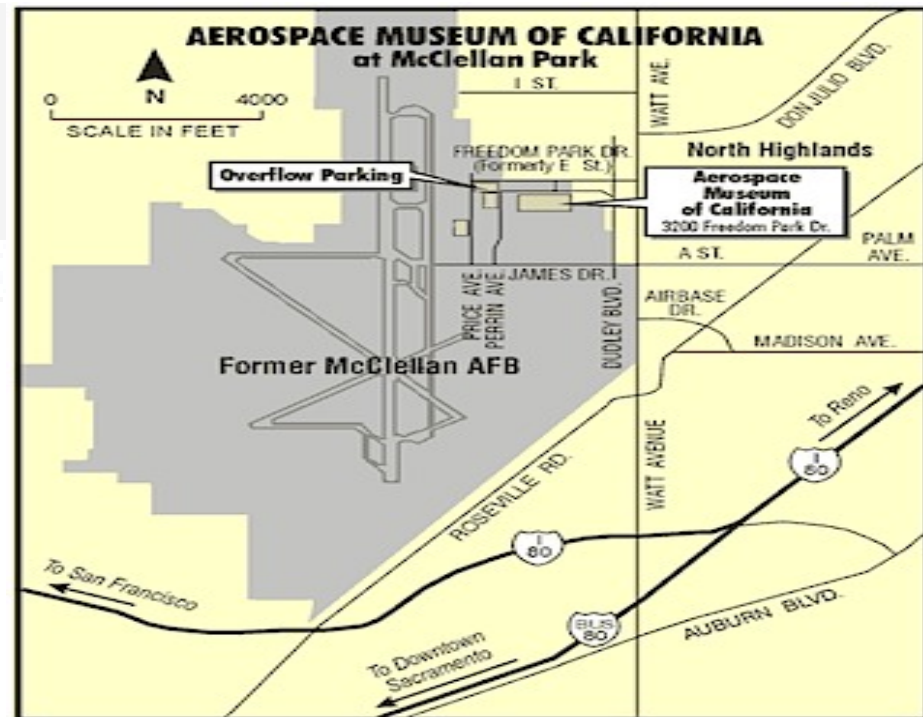 AEROSPACE MUSEUM OF CALIFORNIA
at McClellan Park
N
0 4000
SCALE IN FEET
I ST.
WATT AVE.
DON JULIO BLVD.
FREEDOM PARK DR.
(Formerly E St.)
North Highlands
Overflow Parking
Aerospace
Museum
of California
3200 Freedom Park Dr.
A ST.
PALM
AVE.
JAMES DR.
PRICE AVE.
PERRIN AVE.
DUDLEY BLVD.
AIRBASE
DR.
MADISON AVE.
Former McClellan AFB
To Reno
I
80
WATT AVENUE
ROSEVILLE RD.
I
80
To San Francisco
BUS
80
AUBURN BLVD.
To Downtown
Sacramento